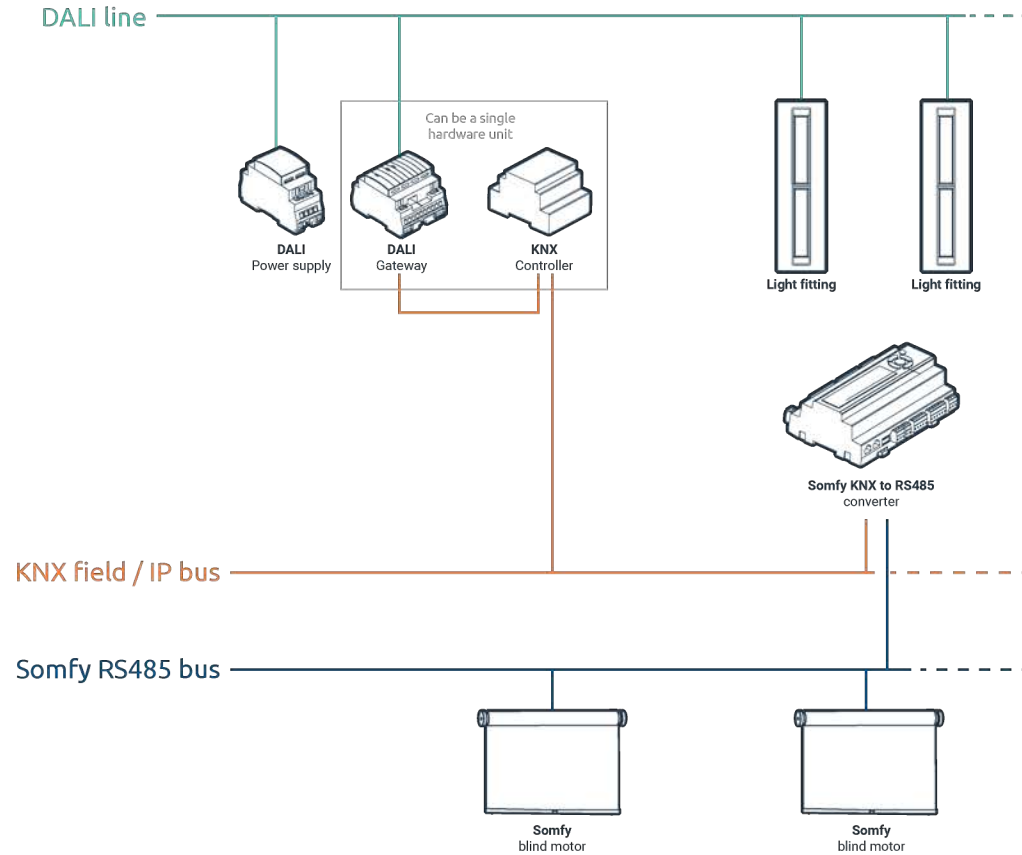 DALI line
Can be a single
hardware unit
DALI
Power supply
DALI
Gateway
KNX
Controller
Light fitting
Light fitting
Somfy KNX to RS485
converter
KNX field / IP bus
Somfy RS485 bus
Somfy
blind motor
Somfy
blind motor